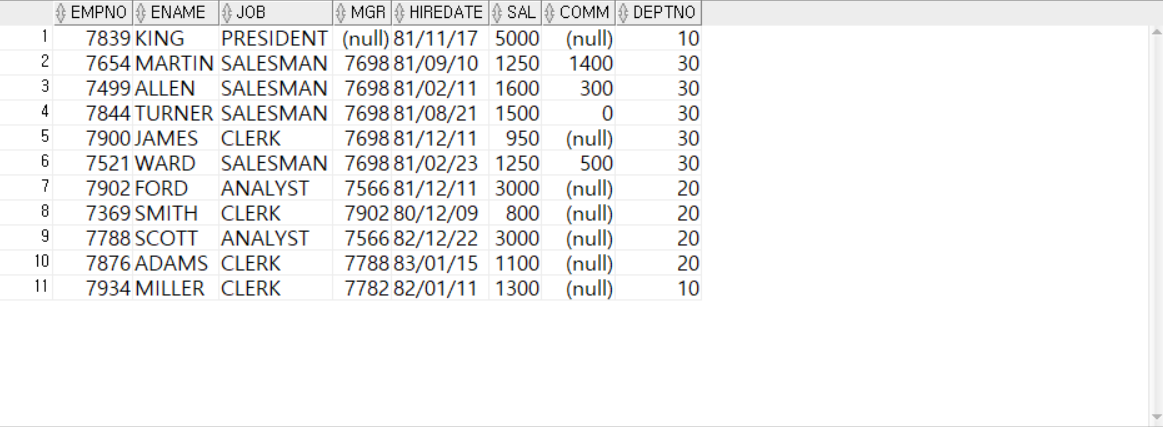 EMPNO ENAME JOB MGR HIREDATE SAL COMM DEPTNO
1 7839 KING PRESIDENT (null) 81/11/17 5000 (null) 10
2 7654 MARTIN SALESMAN 7698 81/09/10 1250 1400 30
3 7499 ALLEN SALESMAN 7698 81/02/11 1600 300 30
4 7844 TURNER SALESMAN 7698 81/08/21 1500 0 30
5 7900 JAMES CLERK 7698 81/12/11 950 (null) 30
6 7521 WARD SALESMAN 7698 81/02/23 1250 500 30
7 7902 FORD ANALYST 7566 81/12/11 3000 (null) 20
8 7369 SMITH CLERK 7902 80/12/09 800 (null) 20
9 7788 SCOTT ANALYST 7566 82/12/22 3000 (null) 20
10 7876 ADAMS CLERK 7788 83/01/15 1100 (null) 20
11 7934 MILLER CLERK 7782 82/01/11 1300 (null) 10